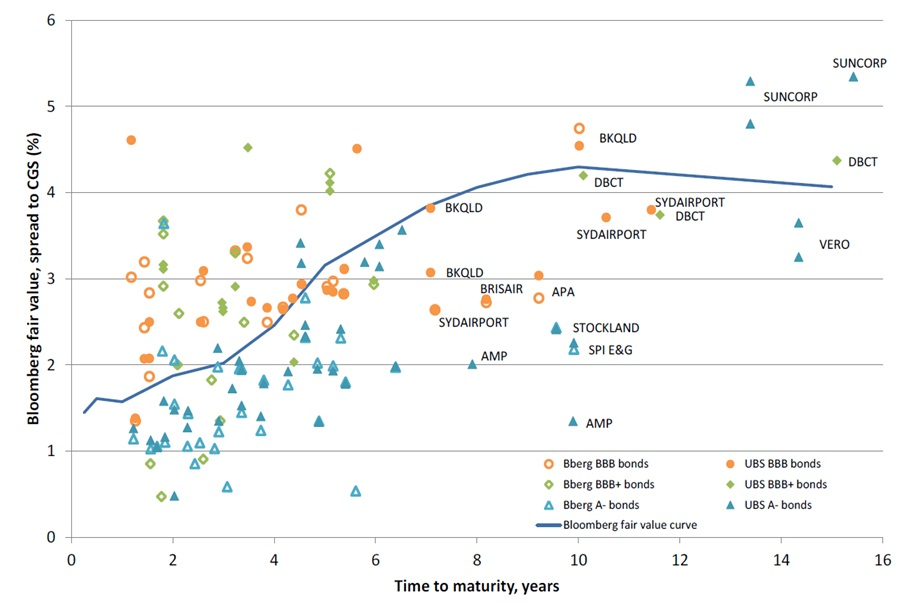 6
SUNCORP
5
SUNCORP
BKQLD
4
DBCT
DBCT
BKQLD
SYDAIRPORT
DBCT
SYDAIRPORT
VERO
3
BKQLD
BRISAIR
APA
SYDAIRPORT
STOCKLAND
SPI E&G
2
AMP
AMP
1
0
Bloomberg fair value, spread to CGS (%)
Bberg BBB bonds
UBS BBB bonds
Bberg BBB+ bonds
UBS BBB+ bonds
Bberg A- bonds
UBS A- bonds
Bloomberg fair value curve
0 2 4 6 8 10 12 14 16
Time to maturity, years